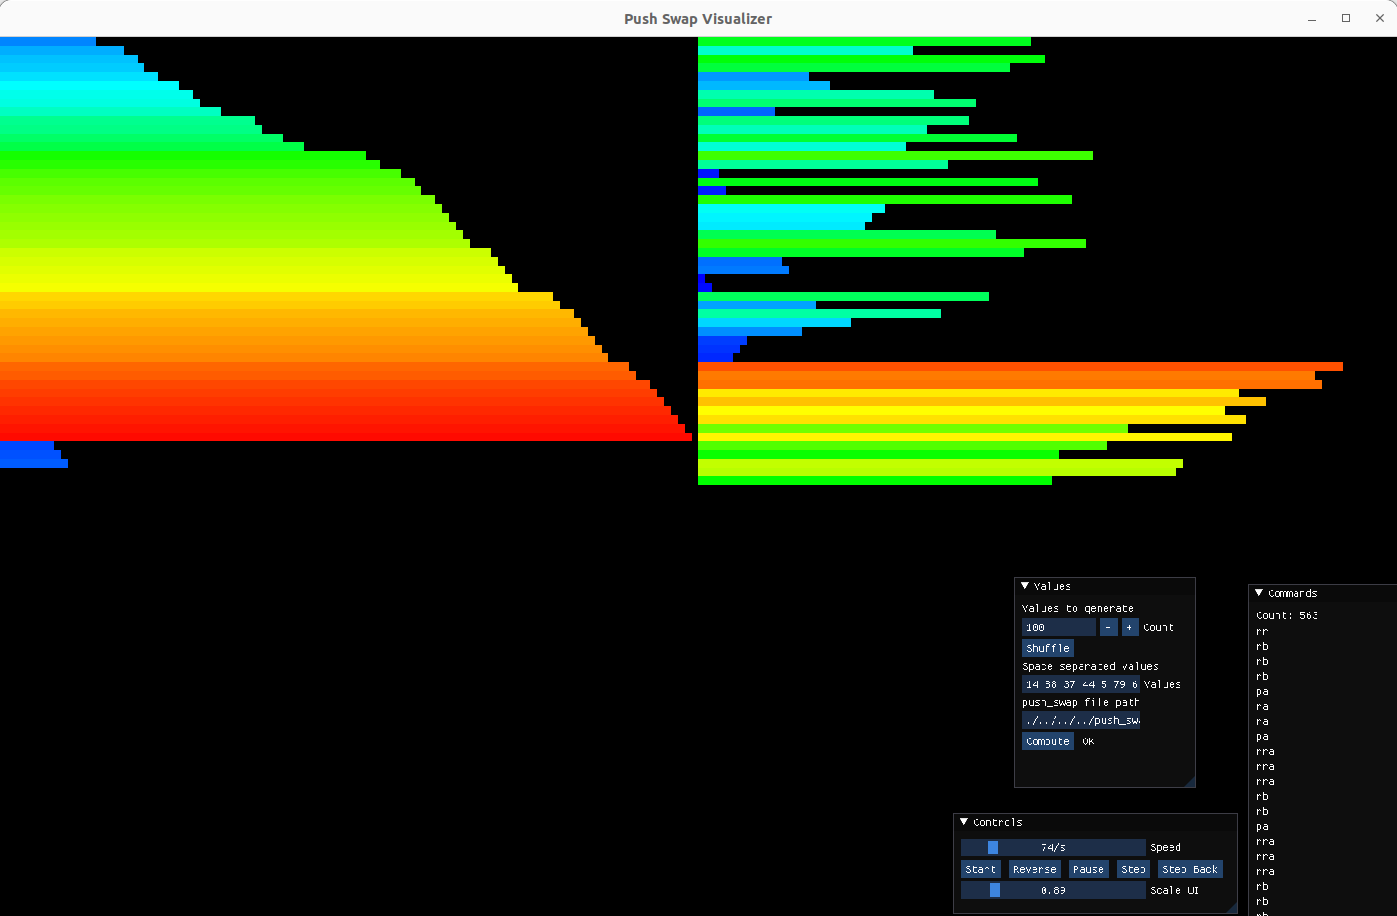 Push Swap Visualizer
Values
Values to generate
100 - + Count
Shuffle
Space separated values
14 38 37 44 5 79 6 Values
push_swap file path
./../../../push_sw
Compute OK
Controls
74/s Speed
Start Reverse Pause Step Step Back
0.89 Scale UI
Commands
Count: 563
rr
rb
rb
rb
pa
ra
ra
pa
rra
rra
rra
rb
rb
pa
rra
rra
rra
rb
rb
rb